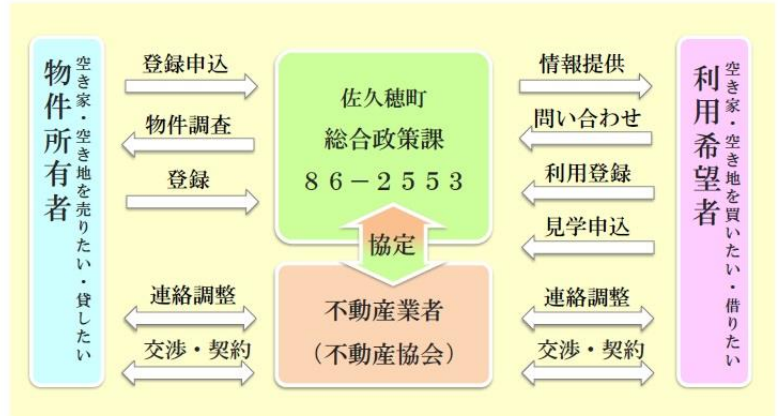 物件所有者
空き家・空き地を売りたい・貸したい
登録申込
物件調査
登録
連絡調整
交渉・契約
佐久穂町
総合政策課
８６－２５５３
協定
不動産業者
（不動産協会）
情報提供
問い合わせ
利用登録
見学申込
連絡調整
交渉・契約
利用希望者
空き家・空き地を買いたい・借りたい